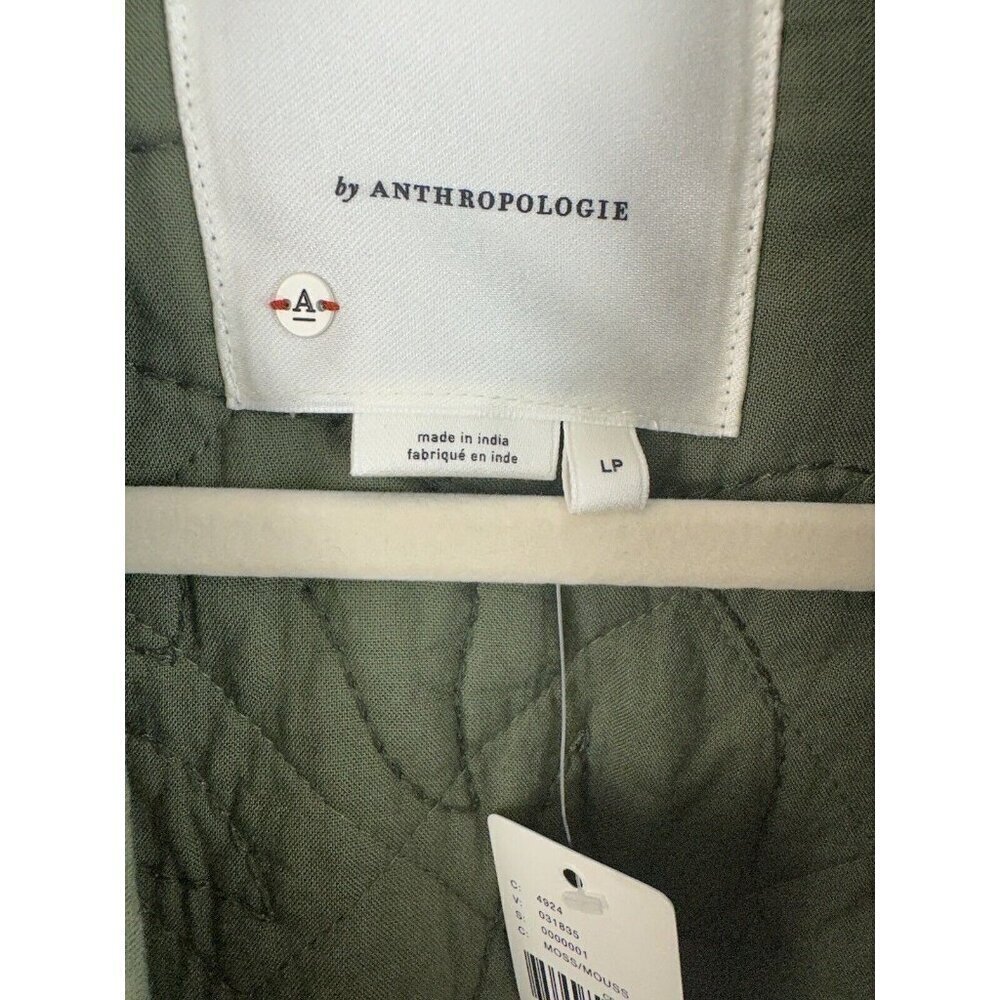 by ANTHROPOLOGIE
A
made in india
fabriqué en inde
LP
C: 4924
V: 031835
S: 0000001
C: MOSS/MOUSS